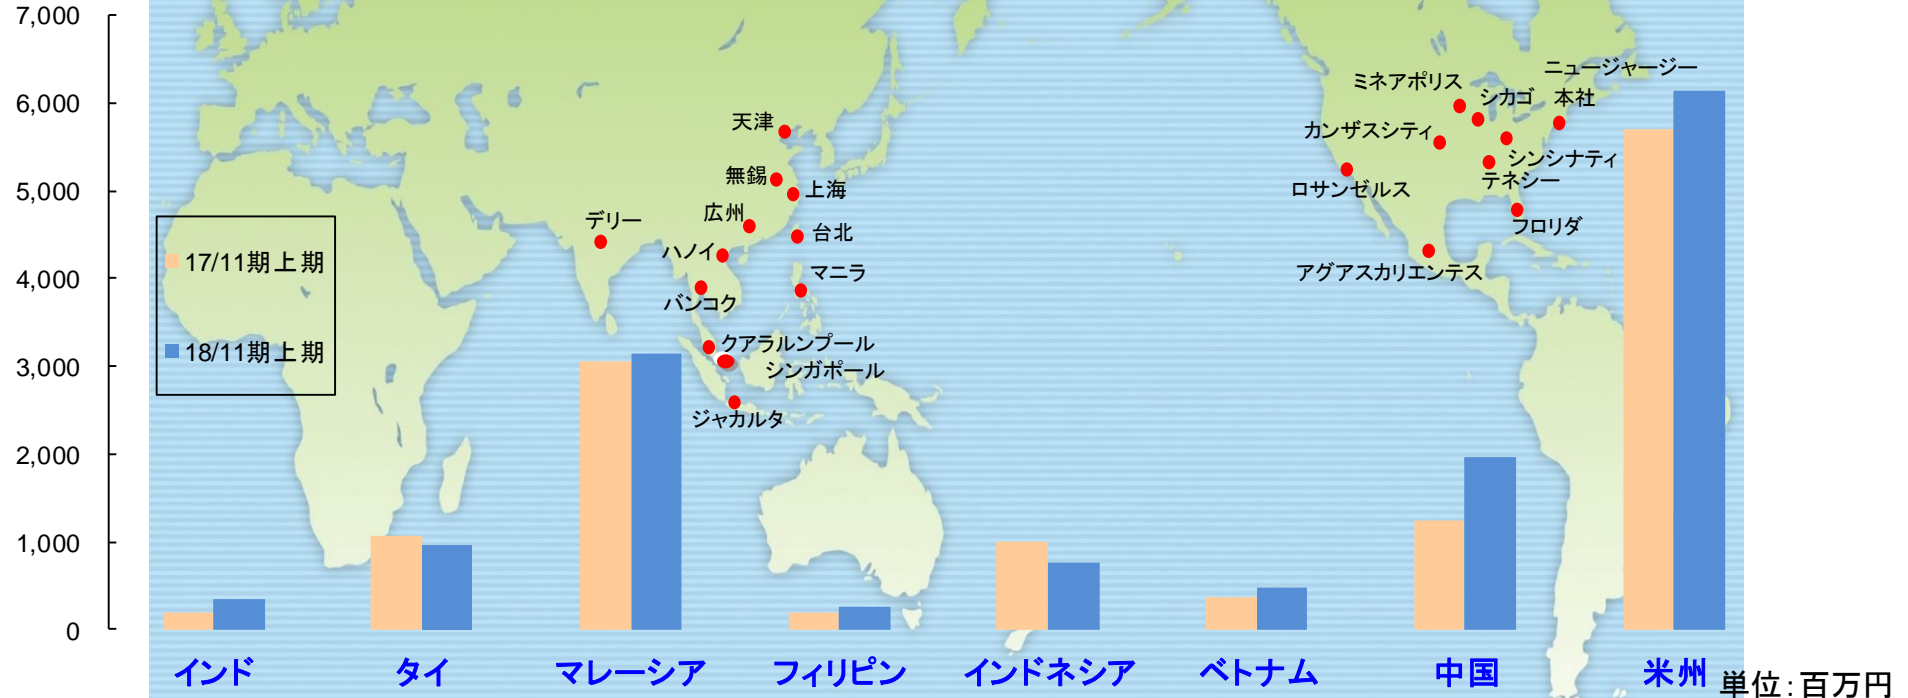 7,000
6,000
5,000
4,000
3,000
2,000
1,000
0
17/11期上期
18/11期上期
天津
無錫
上海
広州
台北
デリー
ハノイ
マニラ
バンコク
クアラルンプール
シンガポール
ジャカルタ
ニュージャージー
本社
ミネアポリス
シカゴ
カンザスシティ
シンシナティ
テネシー
ロサンゼルス
フロリダ
アグアスカリエンテス
インド
タイ
マレーシア
フィリピン
インドネシア
ベトナム
中国
米州
単位：百万円